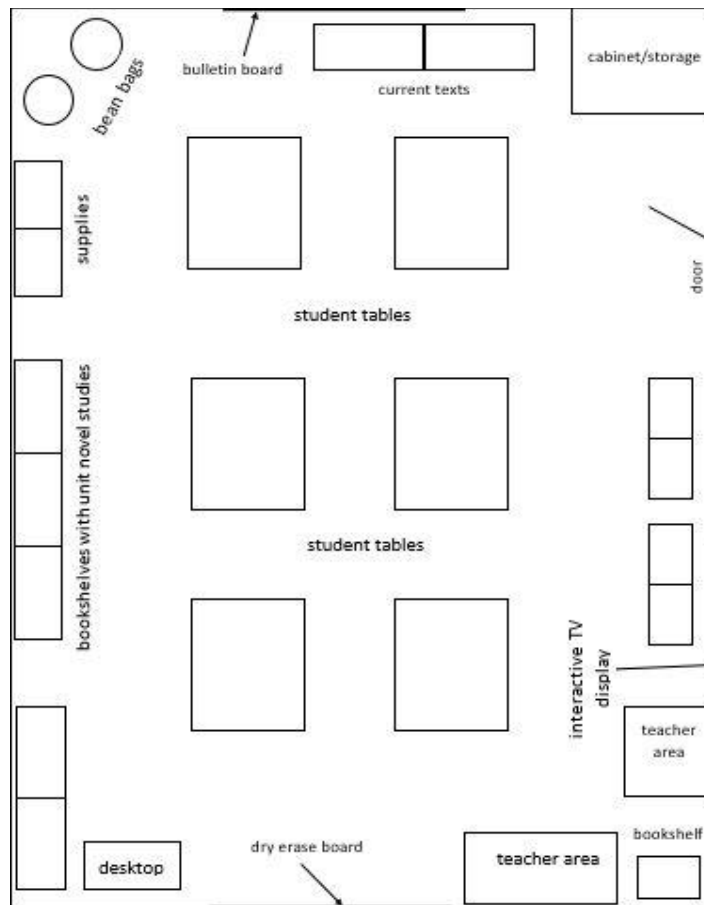 bulletin board
cabinet/storage
current texts
bean bags
supplies
door
student tables
bookshelves with unit novel studies
student tables
interactive TV
display
teacher
area
bookshelf
dry erase board
teacher area
desktop